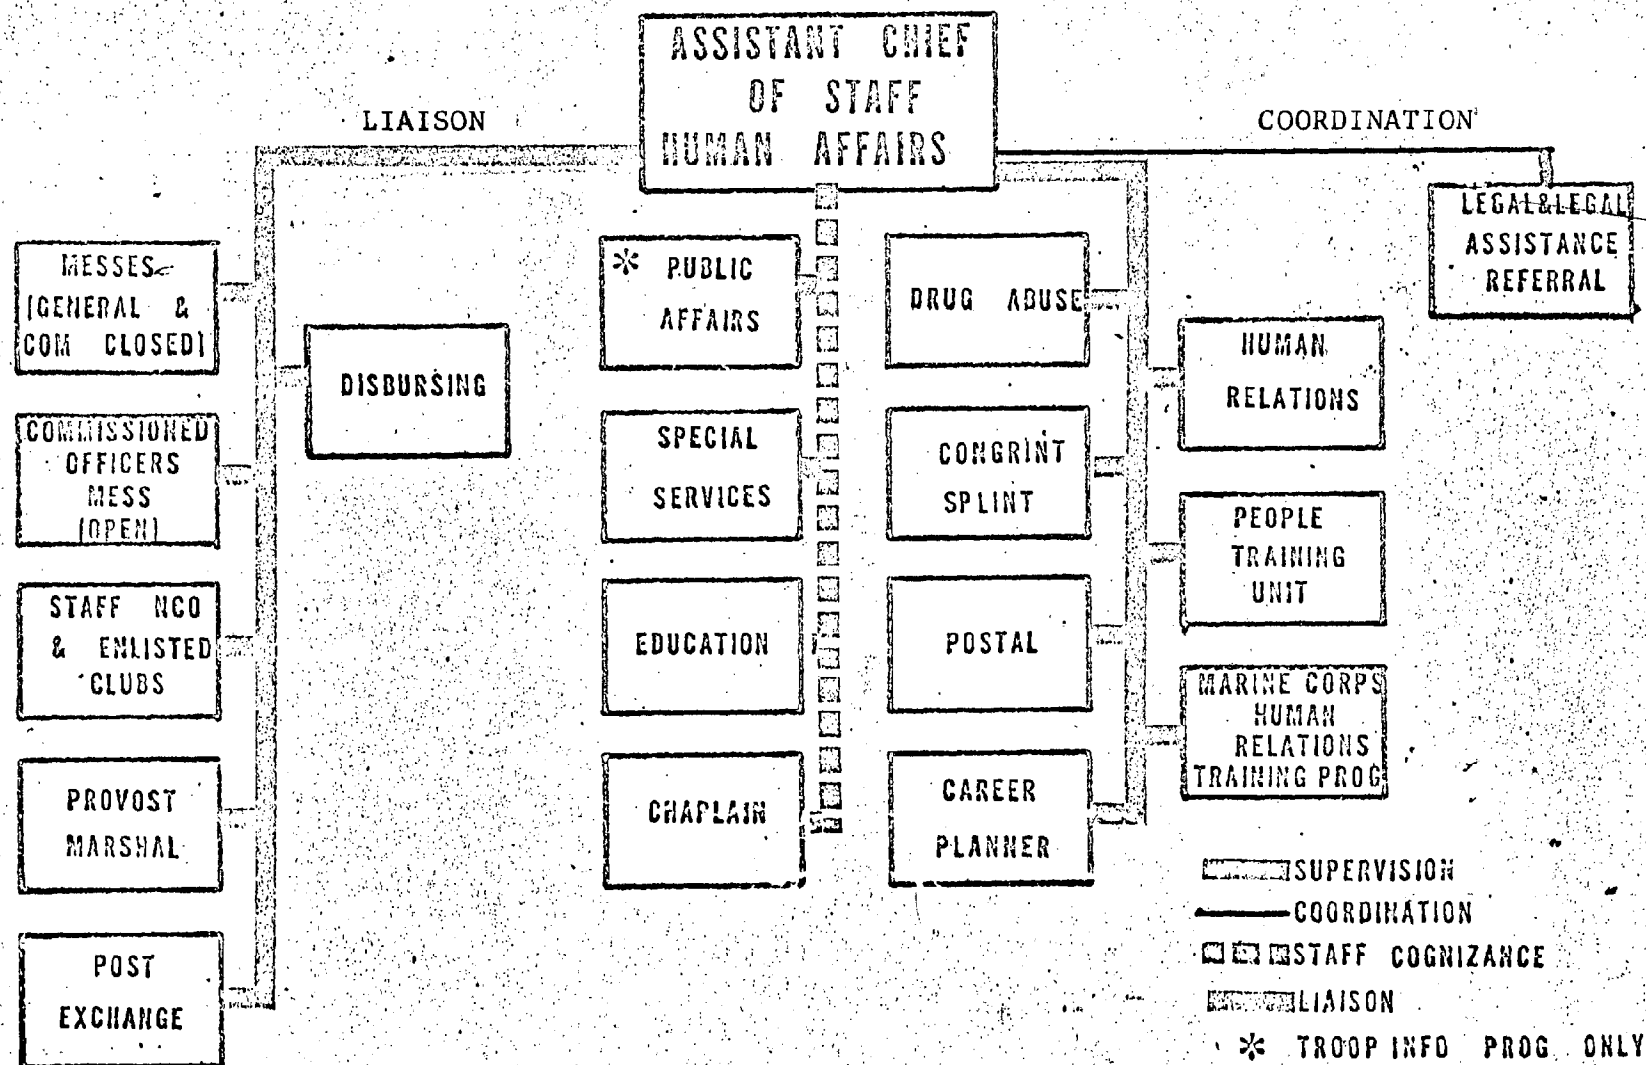 ASSISTANT CHIEF
OF STAFF
HUMAN AFFAIRS
LIAISON
COORDINATION
LEGAL&LEGAL
ASSISTANCE
REFERRAL
MESSES
(GENERAL &
COM CLOSED)
DISBURSING
COMMISSIONED
OFFICERS
MESS
(OPEN)
STAFF NCO
& ENLISTED
CLUBS
PROVOST
MARSHAL
POST
EXCHANGE
* PUBLIC
AFFAIRS
SPECIAL
SERVICES
EDUCATION
CHAPLAIN
DRUG ABUSE
CONGRINT
SPLINT
POSTAL
CAREER
PLANNER
HUMAN
RELATIONS
PEOPLE
TRAINING
UNIT
MARINE CORPS
HUMAN
RELATIONS
TRAINING PROG
SUPERVISION
COORDINATION
STAFF COGNIZANCE
LIAISON
* TROOP INFO PROG ONLY